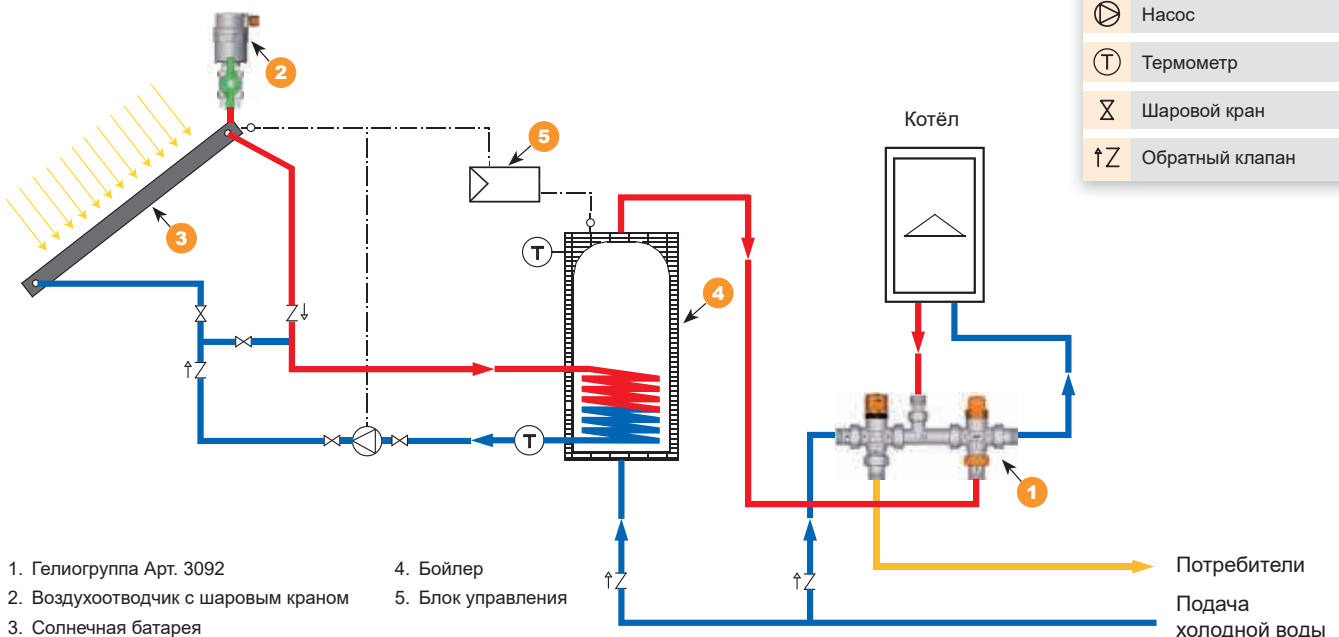 Насос
Термометр
Шаровой кран
Обратный клапан
Котёл
2
5
3
4
1
T
T
T
1. Гелиогруппа Арт. 3092
2. Воздухоотводчик с шаровым краном
3. Солнечная батарея
4. Бойлер
5. Блок управления
Потребители
Подача
холодной воды